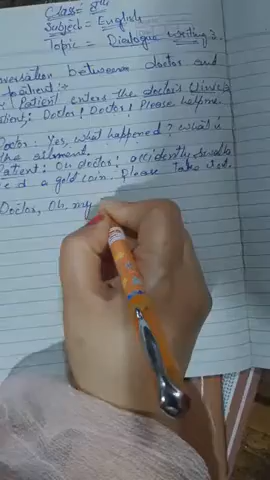 Class = 8th
Subject = English
Topic = Dialogue writing
conversation between doctor and
patient :-
Patient enters the doctor's clinic
Patient; Doctor! Doctor! Please help me.
Doctor: Yes, what happened? What is
the ailment.
Patient: Oh doctor! accidently swallo
ed a gold coin. Please take it
Doctor, Oh, my